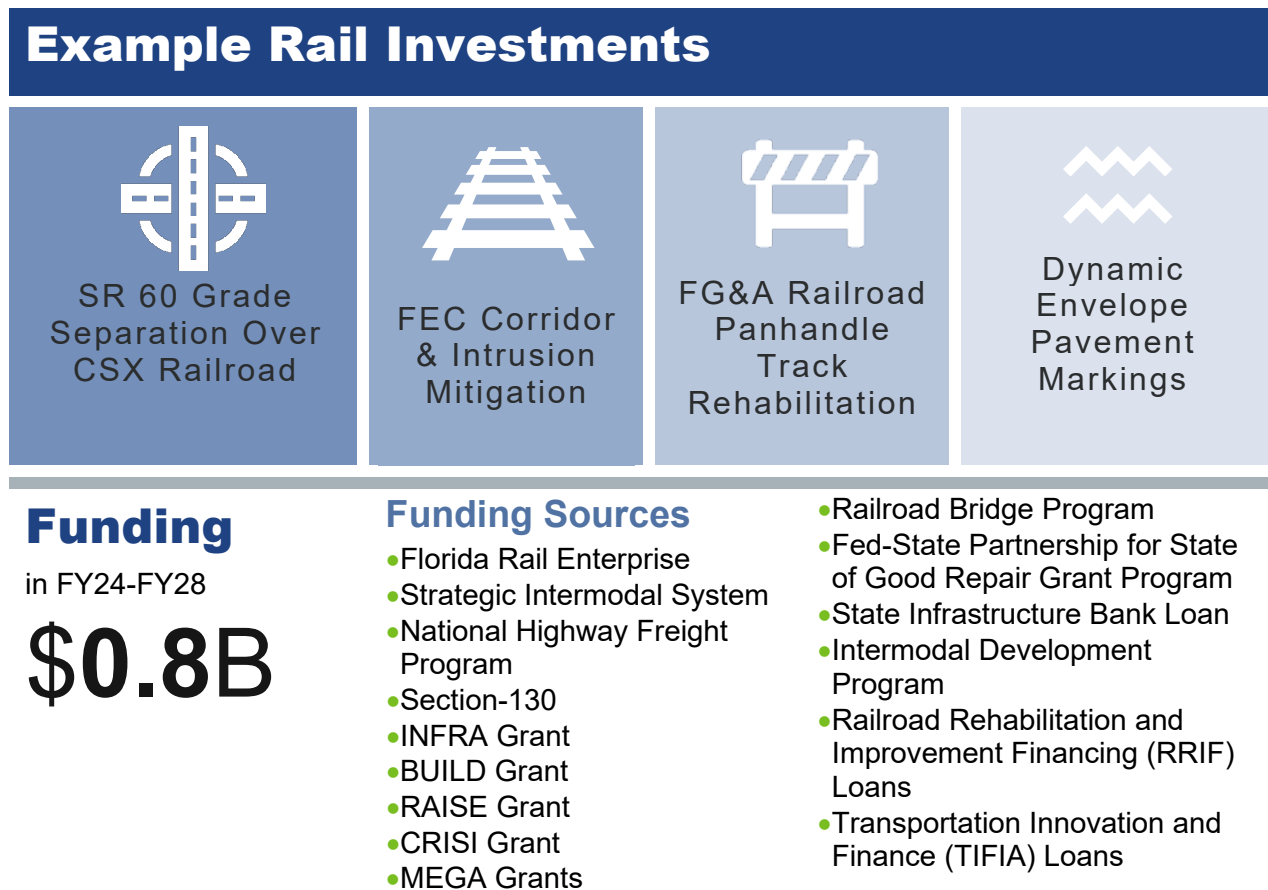 Example Rail Investments
SR 60 Grade
Separation Over
CSX Railroad
FEC Corridor
& Intrusion
Mitigation
FG&A Railroad
Panhandle
Track
Rehabilitation
Dynamic
Envelope
Pavement
Markings
Funding
in FY24-FY28
$0.8B
Funding Sources
•Florida Rail Enterprise
•Strategic Intermodal System
•National Highway Freight
Program
•Section-130
•INFRA Grant
•BUILD Grant
•RAISE Grant
•CRISI Grant
•MEGA Grants
•Railroad Bridge Program
•Fed-State Partnership for State
of Good Repair Grant Program
•State Infrastructure Bank Loan
•Intermodal Development
Program
•Railroad Rehabilitation and
Improvement Financing (RRIF)
Loans
•Transportation Innovation and
Finance (TIFIA) Loans